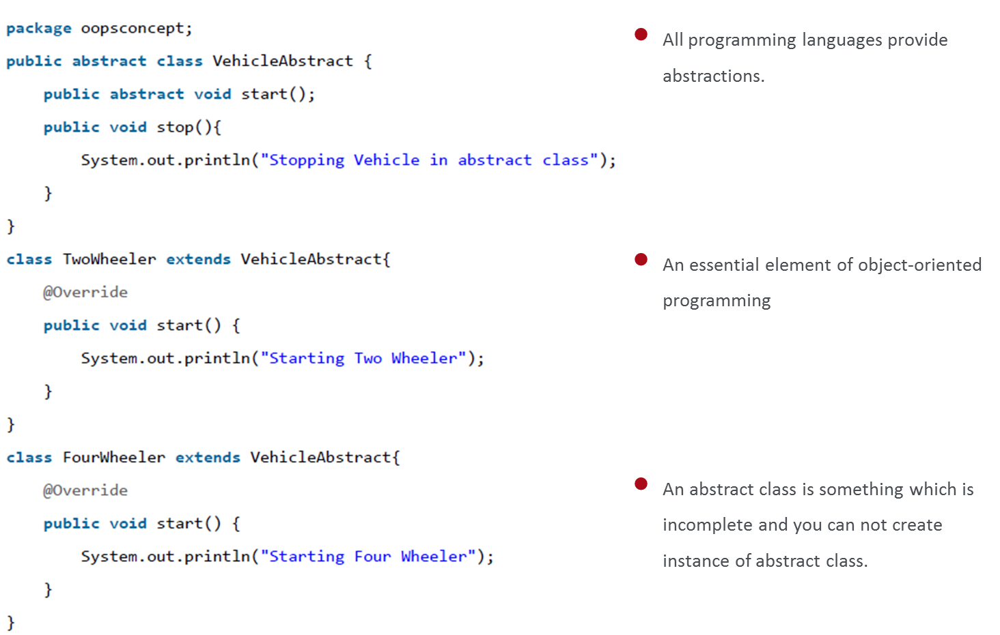 package oopsconcept;
public abstract class VehicleAbstract {
    public abstract void start();
    public void stop(){
        System.out.println("Stopping Vehicle in abstract class");
    }
}
class TwoWheeler extends VehicleAbstract{
    @Override
    public void start() {
        System.out.println("Starting Two Wheeler");
    }
}
class FourWheeler extends VehicleAbstract{
    @Override
    public void start() {
        System.out.println("Starting Four Wheeler");
    }
}
All programming languages provide
abstractions.
An essential element of object-oriented
programming
An abstract class is something which is
incomplete and you can not create
instance of abstract class.